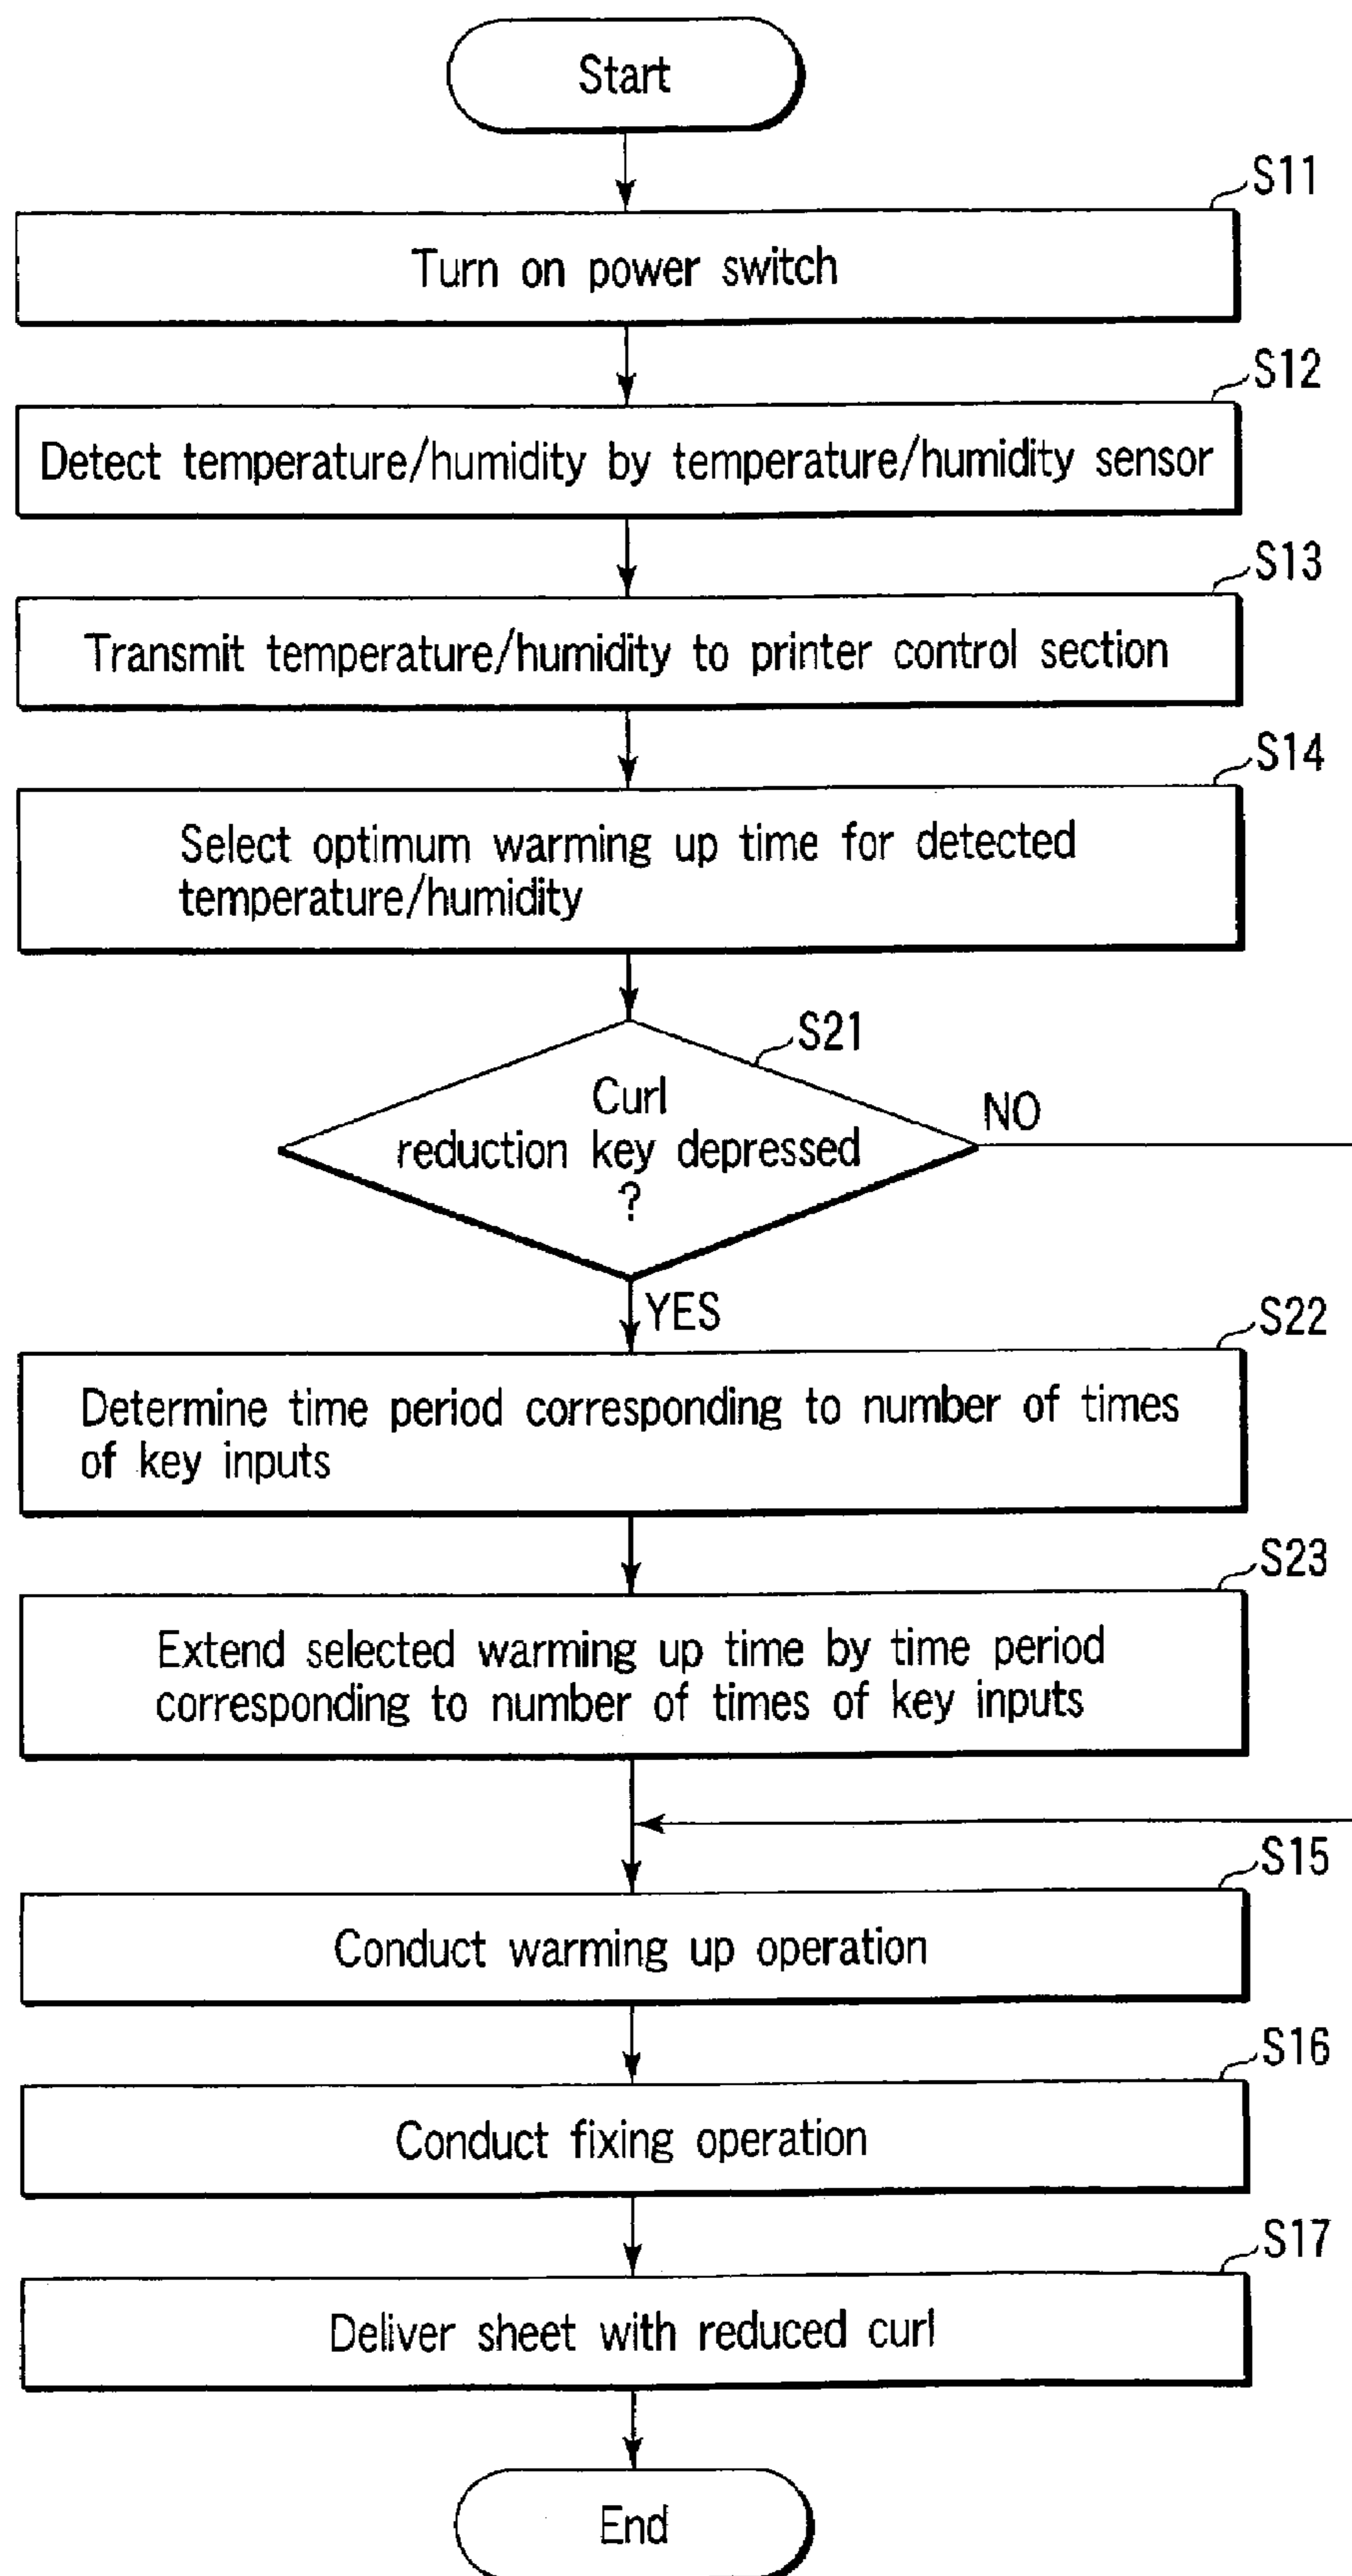 Start
S11
Turn on power switch
S12
Detect temperature/humidity by temperature/humidity sensor
S13
Transmit temperature/humidity to printer control section
S14
Select optimum warming up time for detected
temperature/humidity
S21
Curl
reduction key depressed
?
NO
YES
S22
Determine time period corresponding to number of times
of key inputs
S23
Extend selected warming up time by time period
corresponding to number of times of key inputs
S15
Conduct warming up operation
S16
Conduct fixing operation
S17
Deliver sheet with reduced curl
End